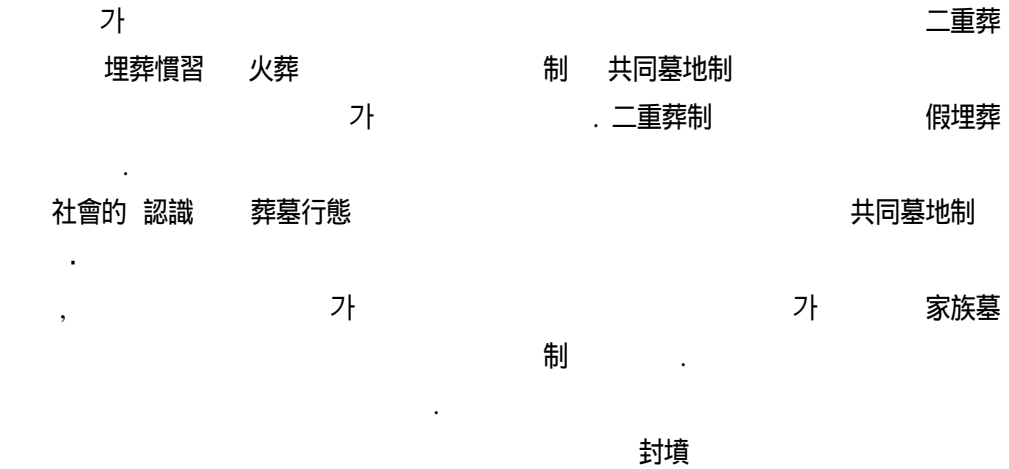 가 二重葬
埋葬慣習 火葬 制 共同墓地制
가 . 二重葬制 假埋葬
.
社會的 認識 葬墓行態 共同墓地制
.
, 가 가 家族墓
制 .
.
封墳